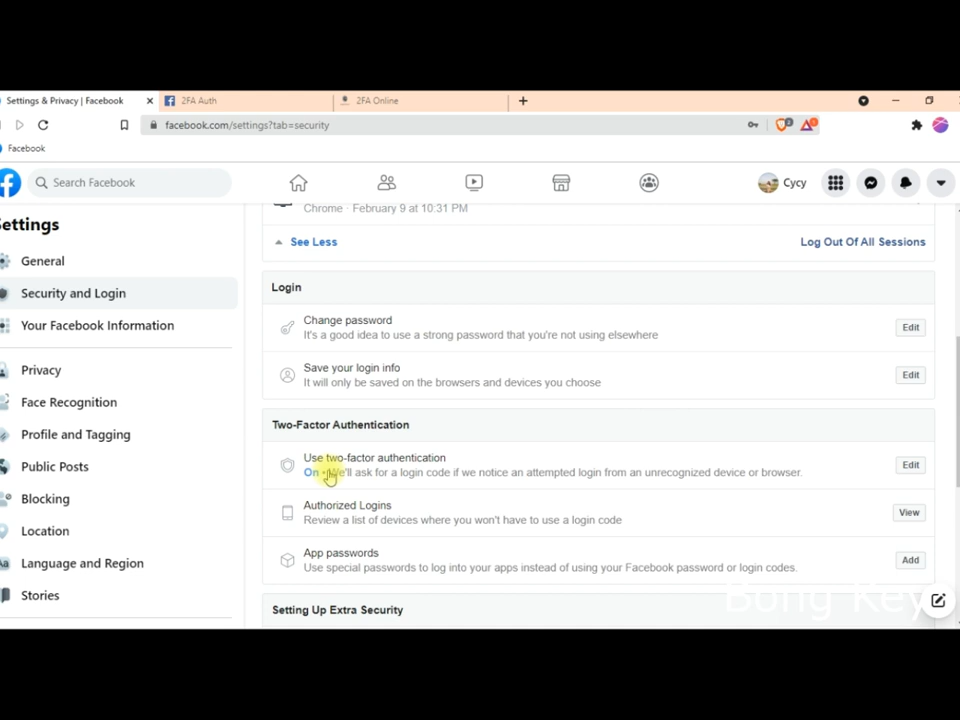 Settings & Privacy | Facebook
2FA Auth
2FA Online
facebook.com/settings?tab=security
Facebook
Search Facebook
Cycy
ettings
General
Security and Login
Your Facebook Information
Privacy
Face Recognition
Profile and Tagging
Public Posts
Blocking
Location
Language and Region
Stories
Chrome · February 9 at 10:31 PM
See Less
Log Out Of All Sessions
Login
Change password
It's a good idea to use a strong password that you're not using elsewhere
Edit
Save your login info
It will only be saved on the browsers and devices you choose
Edit
Two-Factor Authentication
Use two-factor authentication
On · We'll ask for a login code if we notice an attempted login from an unrecognized device or browser.
Edit
Authorized Logins
Review a list of devices where you won't have to use a login code
View
App passwords
Use special passwords to log into your apps instead of using your Facebook password or login codes.
Add
Setting Up Extra Security
Bong Key